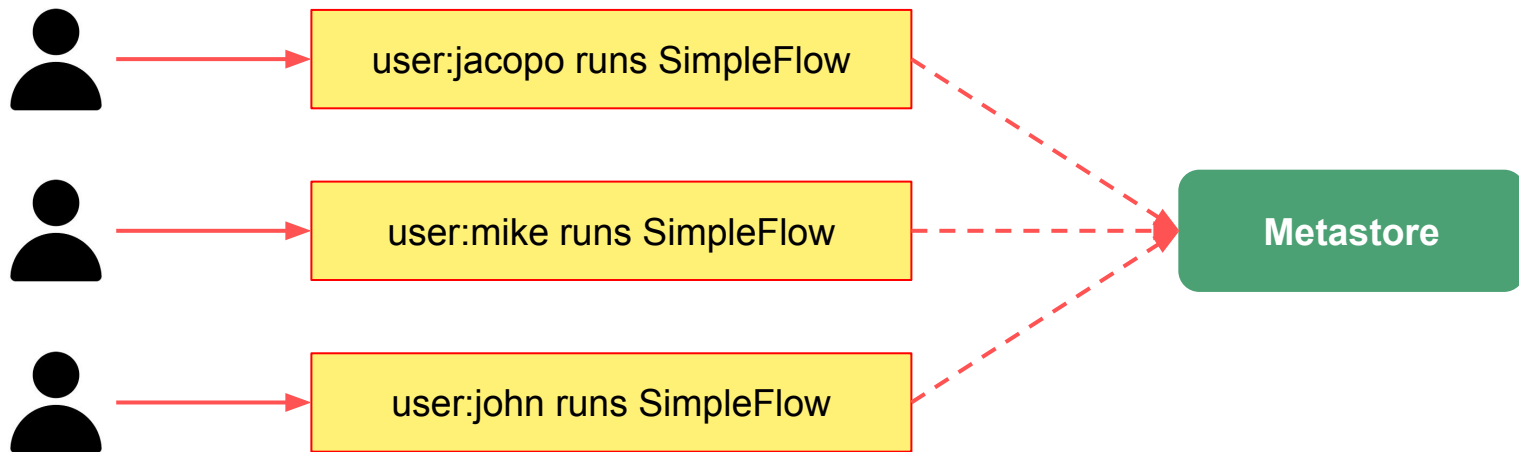 user:jacopo runs SimpleFlow
user:mike runs SimpleFlow
Metastore
user:john runs SimpleFlow